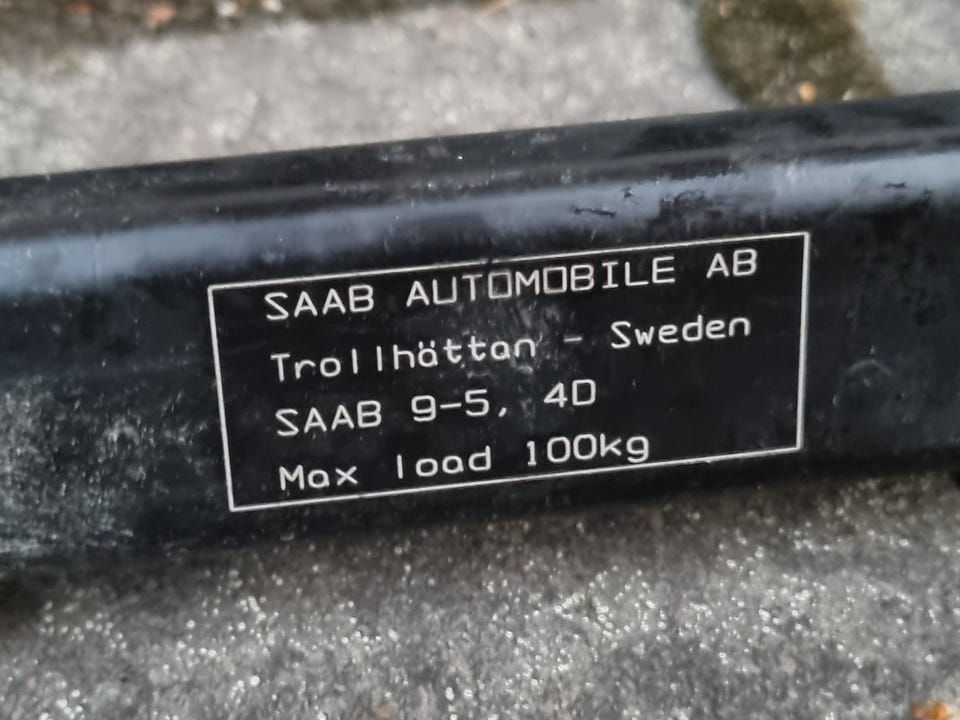 SAAB AUTOMOBILE AB
Trollhättan - Sweden
SAAB 9-5, 4D
Max load 100kg